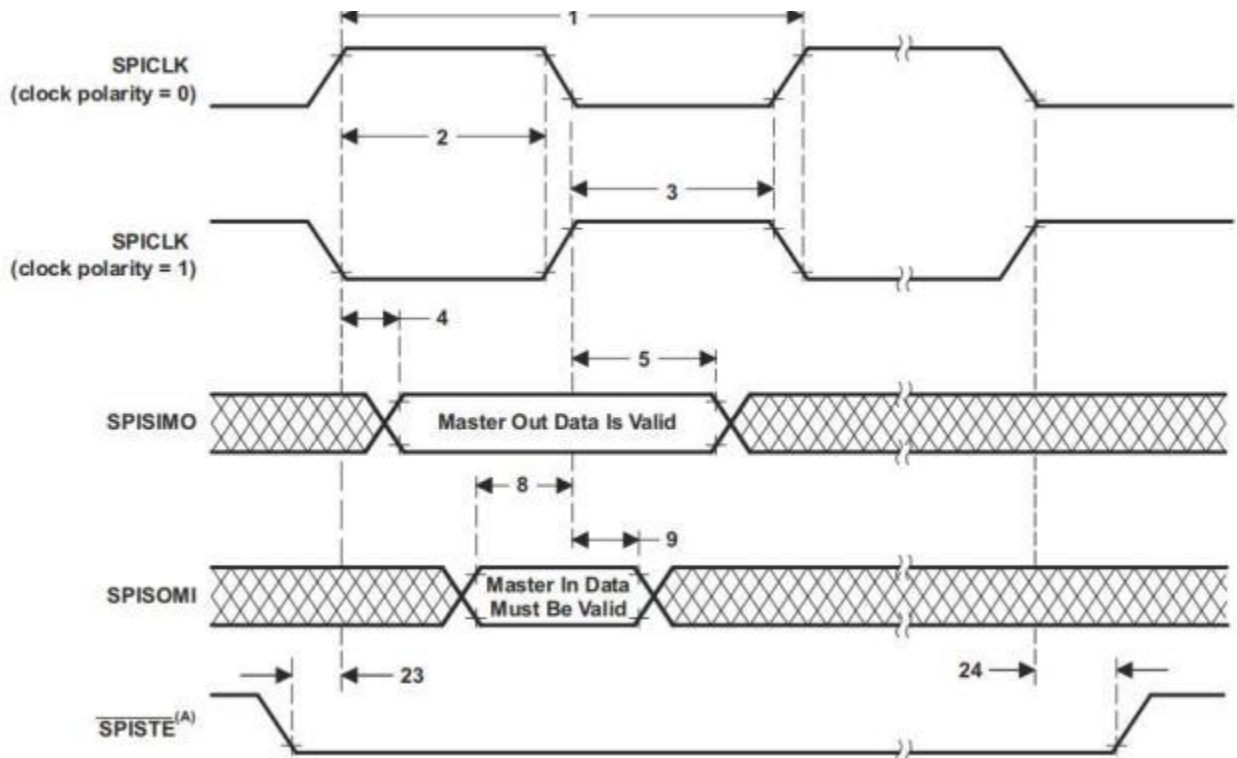 1
SPICLK
(clock polarity = 0)
2
3
SPICLK
(clock polarity = 1)
4
5
SPISIMO
Master Out Data Is Valid
8
9
SPISOMI
Master In Data
Must Be Valid
23
24
SPISTE(A)